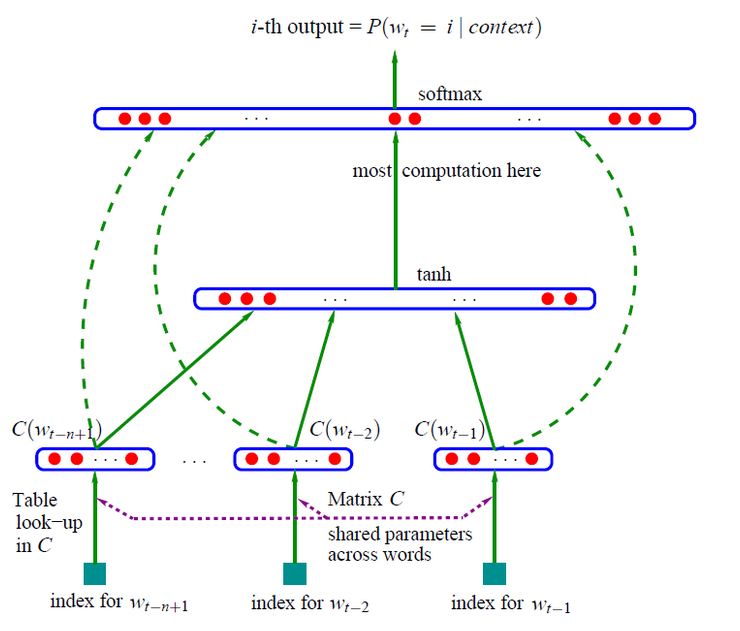 i-th output = P(w_t = i | context)
softmax
. . .
. . .
most computation here
tanh
. . .
. . .
C(w_{t−n+1})
C(w_{t−2})
C(w_{t−1})
. . .
. . .
. . .
. . .
Table
look−up
in C
Matrix C
shared parameters
across words
index for w_{t−n+1}
index for w_{t−2}
index for w_{t−1}